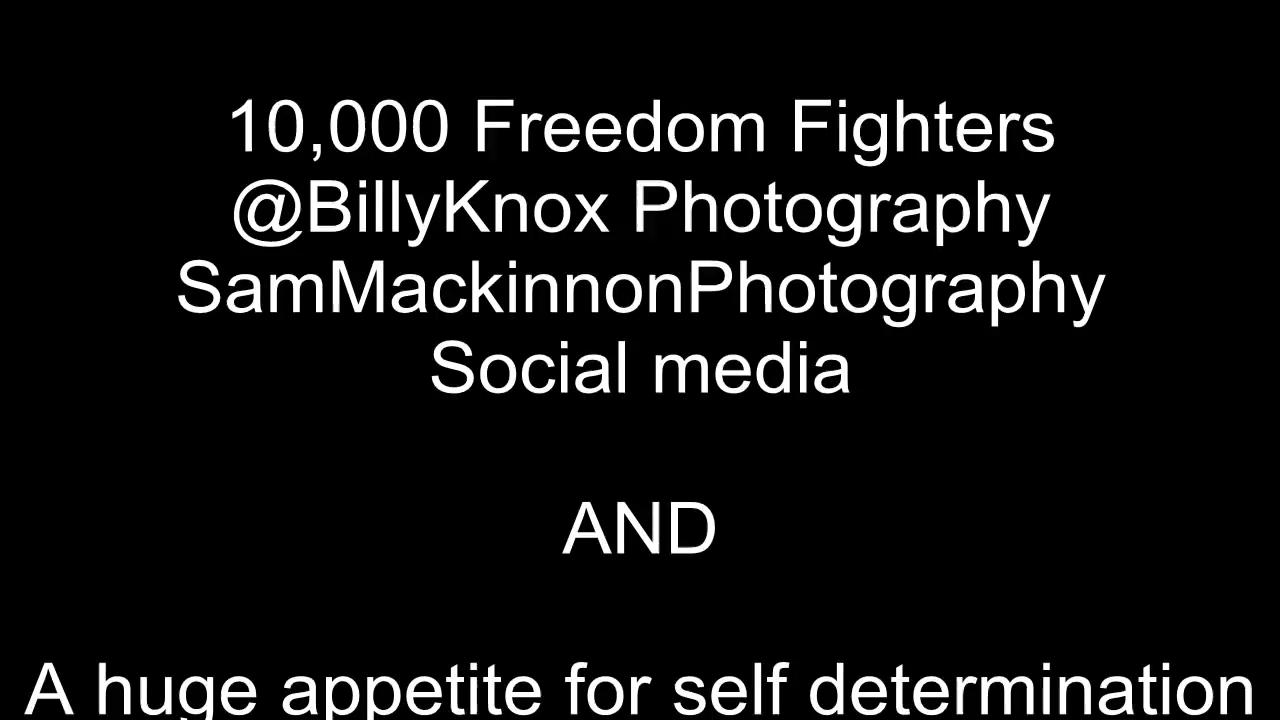 10,000 Freedom Fighters
@BillyKnox Photography
SamMackinnonPhotography
Social media
AND
A huge appetite for self determination